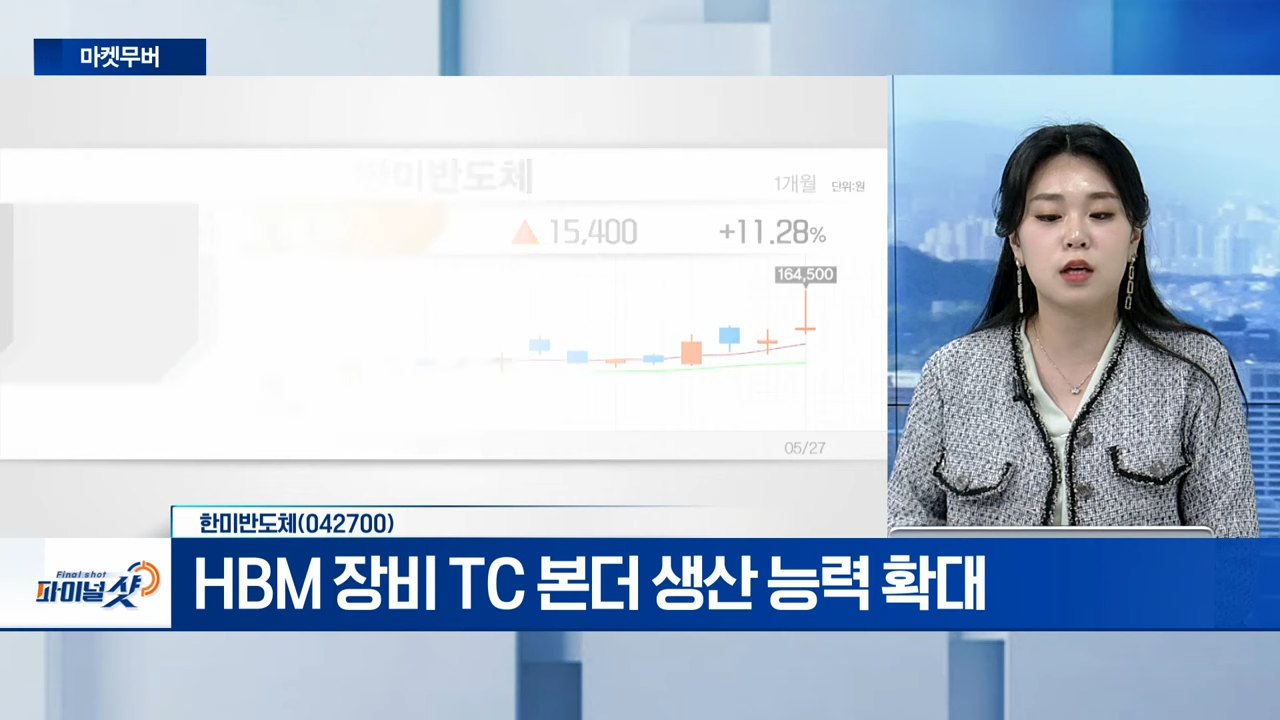 마켓무버
한미반도체
1개월 단위:원
▲ 15,400 +11.28%
164,500
05/27
한미반도체(042700)
Final shot
파이널샷
HBM 장비 TC 본더 생산 능력 확대